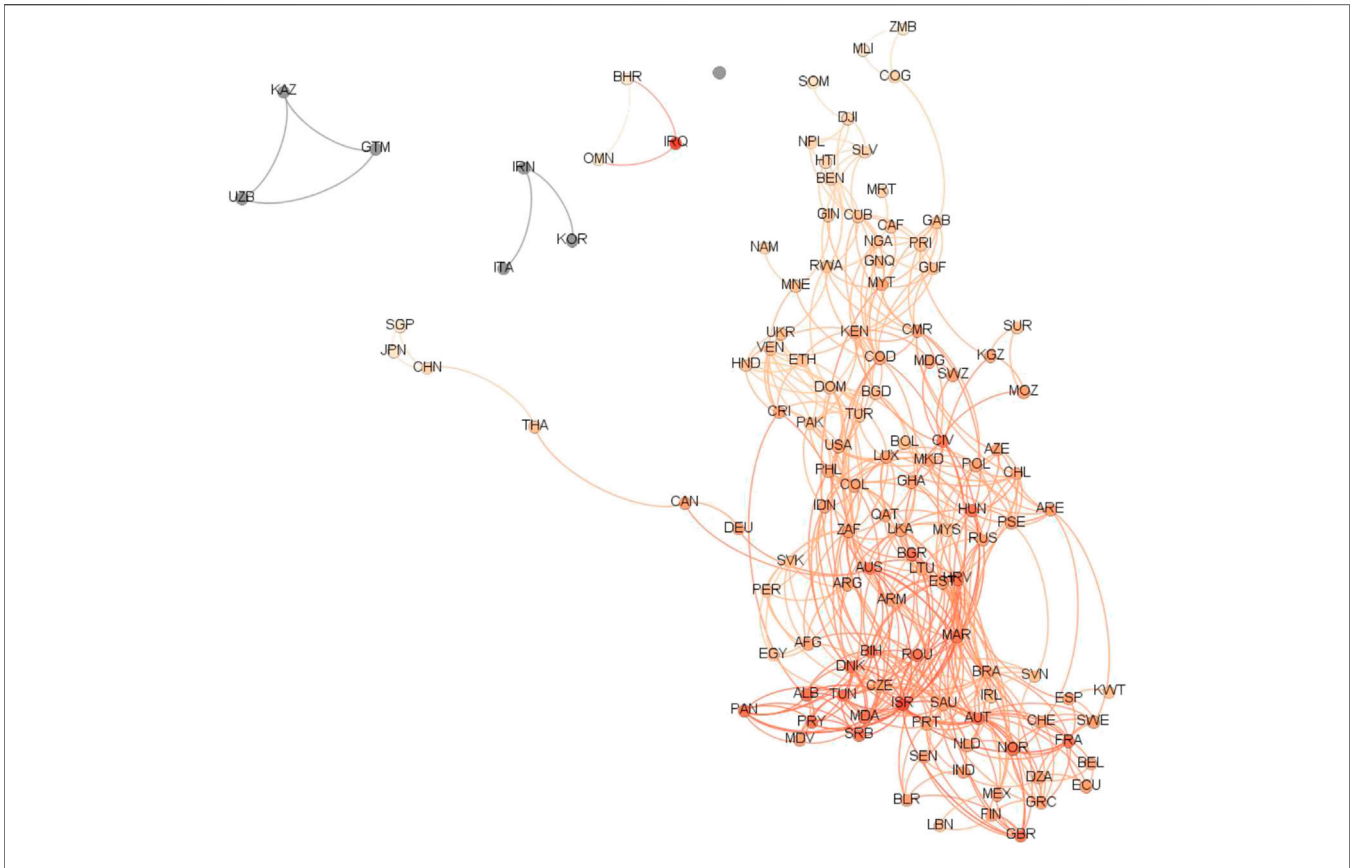 ZMB
MLI
COG
BHR
SOM
KAZ
DJI
IRQ
NPL
SLV
GTM
HTI
OMN
IRN
BEN
MRT
UZB
GIN
CUB
CAF
GAB
KOR
NGA
PRI
NAM
GNQ
ITA
RWA
GUF
MYT
MNE
SGP
UKR
KEN
CMR
SUR
JPN
VEN
CHN
HND
ETH
COD
MDG
KGZ
SWZ
DOM
BGD
MOZ
CRI
TUR
THA
PAK
USA
BOL
CIV
AZE
LUX
MKD
PHL
POL
CHL
COL
GHA
CAN
IDN
HUN
ARE
DEU
QAT
PSE
ZAF
LKA
MYS
RUS
BGR
SVK
AUS
LTU
HRV
EST
PER
ARG
ARM
MAR
AFG
EGY
BIH
ROU
DNK
BRA
SVN
CZE
ALB
TUN
IRL
ESP
KWT
PAN
ISR
SAU
MDA
PRY
PRT
AUT
CHE
SWE
MDV
SRB
NLD
NOR
FRA
SEN
IND
BEL
DZA
ECU
BLR
MEX
GRC
LBN
FIN
GBR